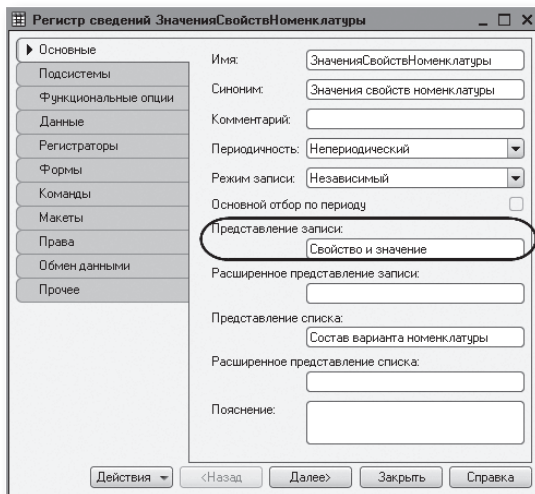 Регистр сведений ЗначенияСвойствНоменклатуры
Основные
Подсистемы
Функциональные опции
Данные
Регистраторы
Формы
Команды
Макеты
Права
Обмен данными
Прочее
Имя: ЗначенияСвойствНоменклатуры
Синоним: Значения свойств номенклатуры
Комментарий:
Периодичность: Непериодический
Режим записи: Независимый
Основной отбор по периоду
Представление записи:
Свойство и значение
Расширенное представление записи:
Представление списка:
Состав варианта номенклатуры
Расширенное представление списка:
Пояснение:
Действия <Назад Далее> Закрыть Справка